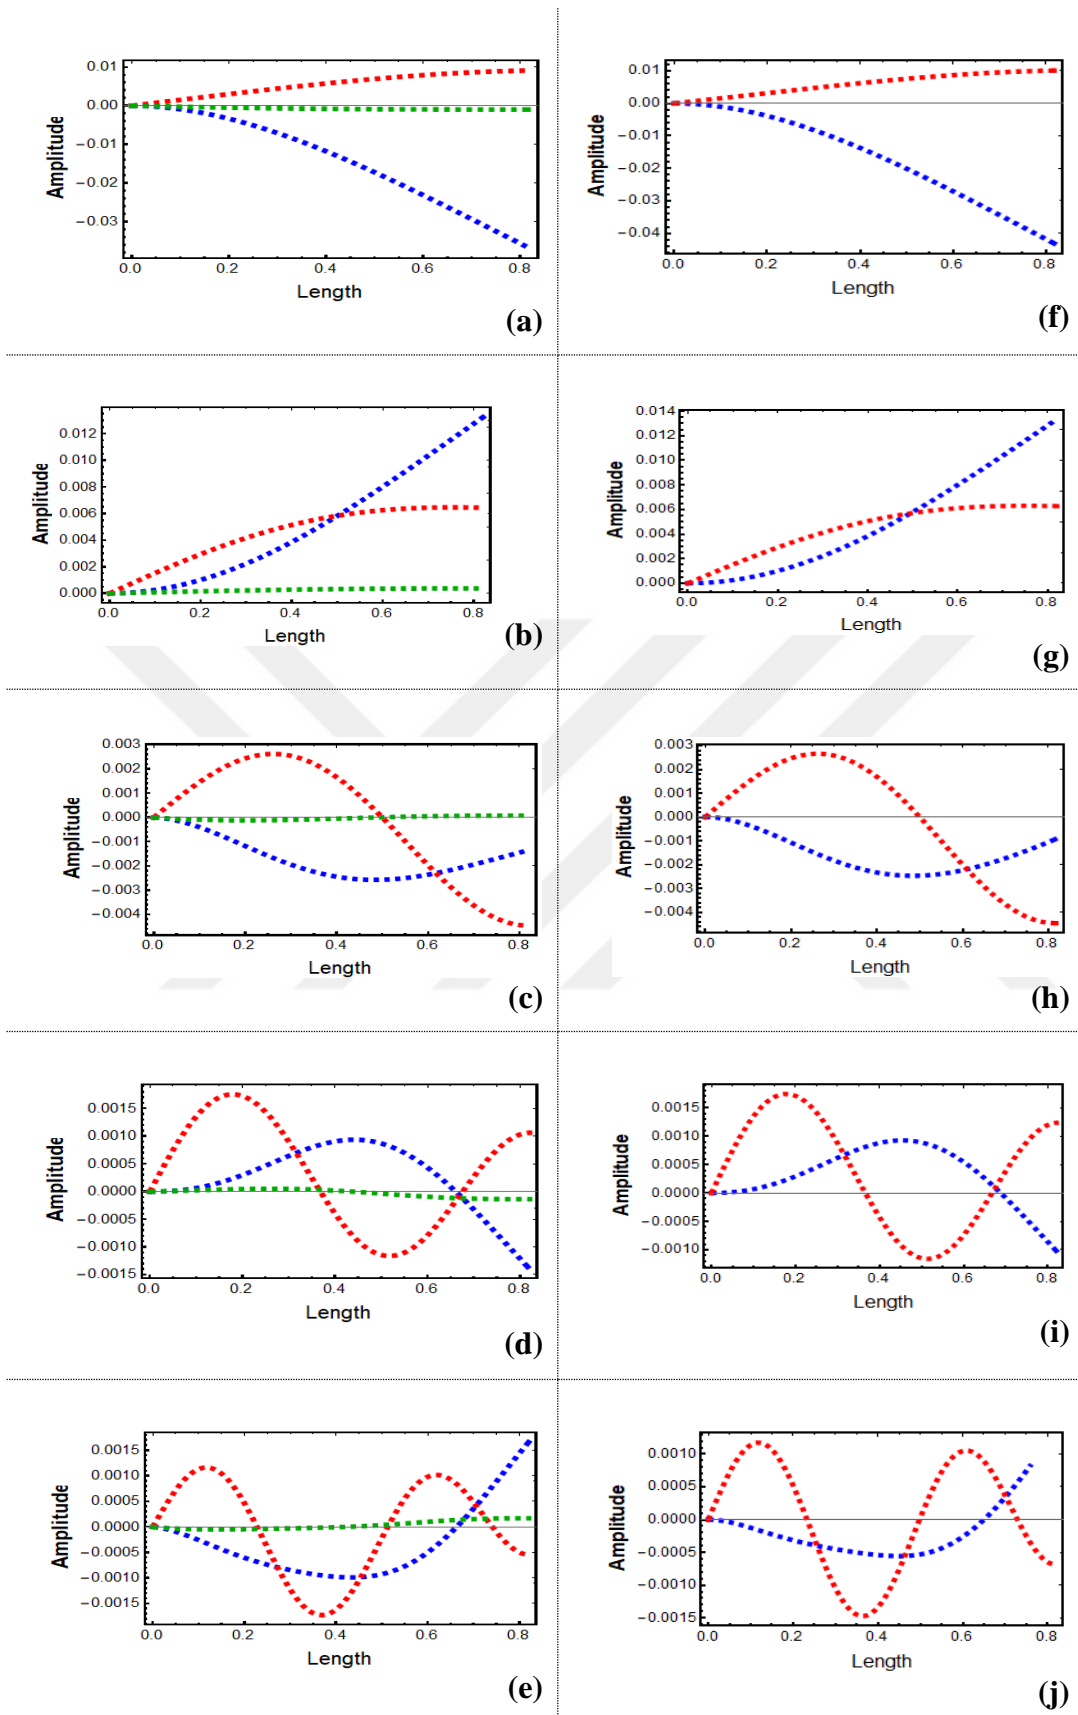 0.01
0.00
−0.01
−0.02
−0.03
Amplitude
0.0 0.2 0.4 0.6 0.8
Length
(a)
0.01
0.00
−0.01
−0.02
−0.03
−0.04
Amplitude
0.0 0.2 0.4 0.6 0.8
Length
(f)
0.012
0.010
0.008
0.006
0.004
0.002
0.000
Amplitude
0.0 0.2 0.4 0.6 0.8
Length
(b)
0.014
0.012
0.010
0.008
0.006
0.004
0.002
0.000
Amplitude
0.0 0.2 0.4 0.6 0.8
Length
(g)
0.003
0.002
0.001
0.000
−0.001
−0.002
−0.003
−0.004
Amplitude
0.0 0.2 0.4 0.6 0.8
Length
(c)
0.003
0.002
0.001
0.000
−0.001
−0.002
−0.003
−0.004
Amplitude
0.0 0.2 0.4 0.6 0.8
Length
(h)
0.0015
0.0010
0.0005
0.0000
−0.0005
−0.0010
−0.0015
Amplitude
0.0 0.2 0.4 0.6 0.8
Length
(d)
0.0015
0.0010
0.0005
0.0000
−0.0005
−0.0010
Amplitude
0.0 0.2 0.4 0.6 0.8
Length
(i)
0.0015
0.0010
0.0005
0.0000
−0.0005
−0.0010
−0.0015
Amplitude
0.0 0.2 0.4 0.6 0.8
Length
(e)
0.0010
0.0005
0.0000
−0.0005
−0.0010
−0.0015
Amplitude
0.0 0.2 0.4 0.6 0.8
Length
(j)